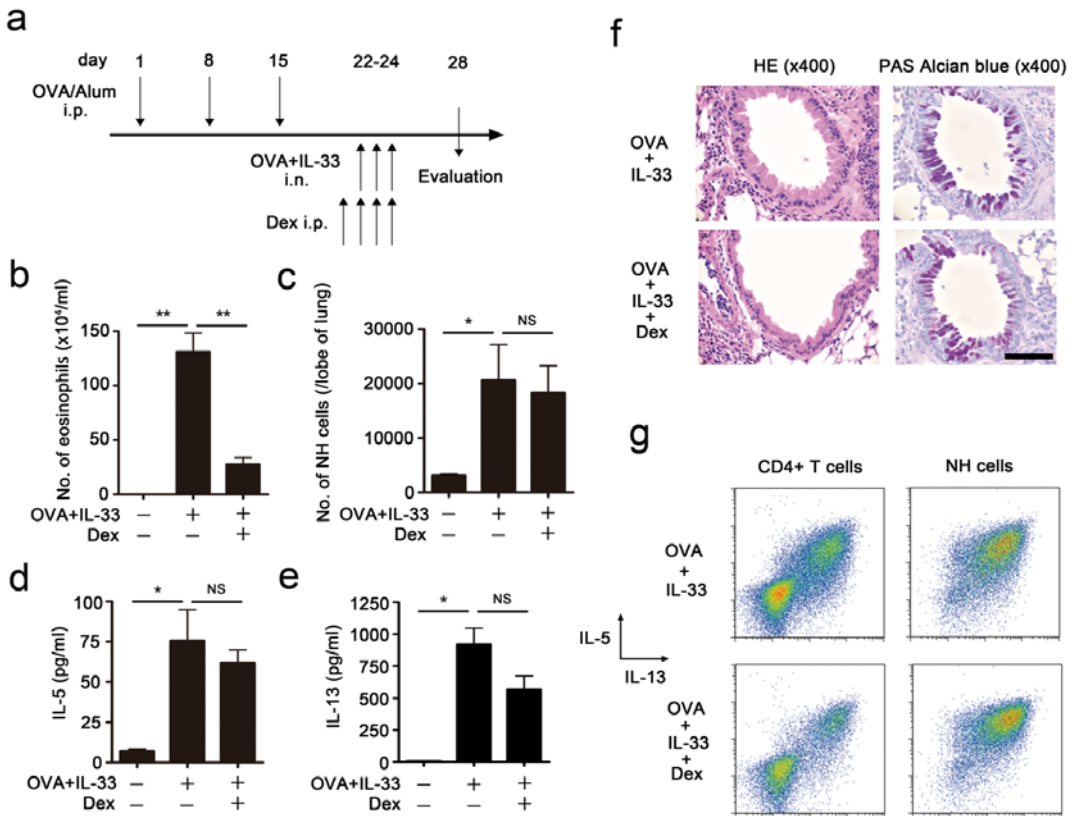 a
day 1 8 15 22-24 28
OVA/Alum
i.p.
OVA+IL-33
i.n.
Evaluation
Dex i.p.
b
No. of eosinophils (x10⁴/ml)
150
100
50
0
** **
OVA+IL-33 – + +
Dex – – +
c
No. of NH cells (/lobe of lung)
30000
20000
10000
0
* NS
OVA+IL-33 – + +
Dex – – +
d
IL-5 (pg/ml)
100
75
50
25
0
* NS
OVA+IL-33 – + +
Dex – – +
e
IL-13 (pg/ml)
1250
1000
750
500
250
0
* NS
OVA+IL-33 – + +
Dex – – +
f
HE (x400) PAS Alcian blue (x400)
OVA
+
IL-33
OVA
+
IL-33
+
Dex
g
CD4+ T cells NH cells
OVA
+
IL-33
IL-5
IL-13
OVA
+
IL-33
+
Dex